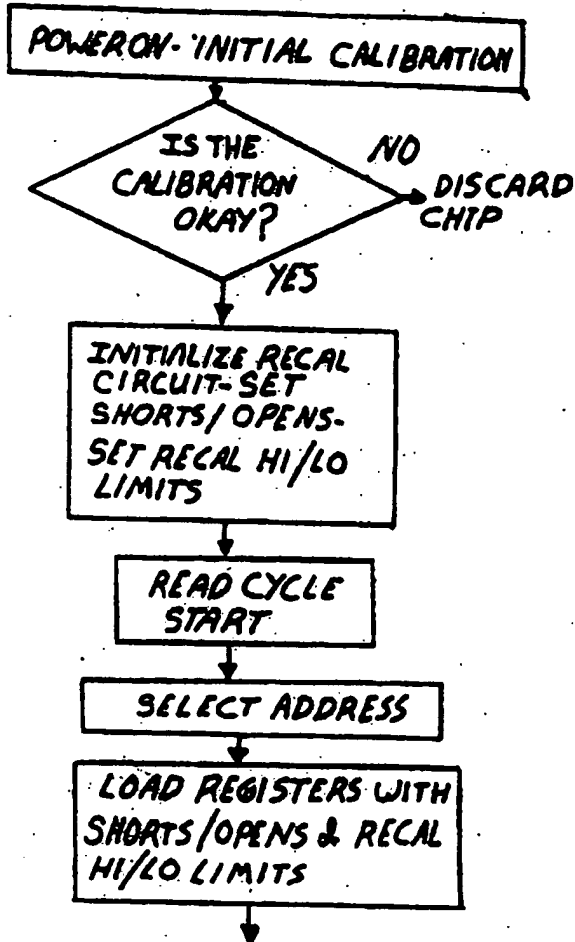 POWERON- INITIAL CALIBRATION
IS THE
CALIBRATION
OKAY?
NO
DISCARD
CHIP
YES
INITIALIZE RECAL
CIRCUIT-SET
SHORTS/OPENS-
SET RECAL HI/LO
LIMITS
READ CYCLE
START
SELECT ADDRESS
LOAD REGISTERS WITH
SHORTS/OPENS & RECAL
HI/LO LIMITS